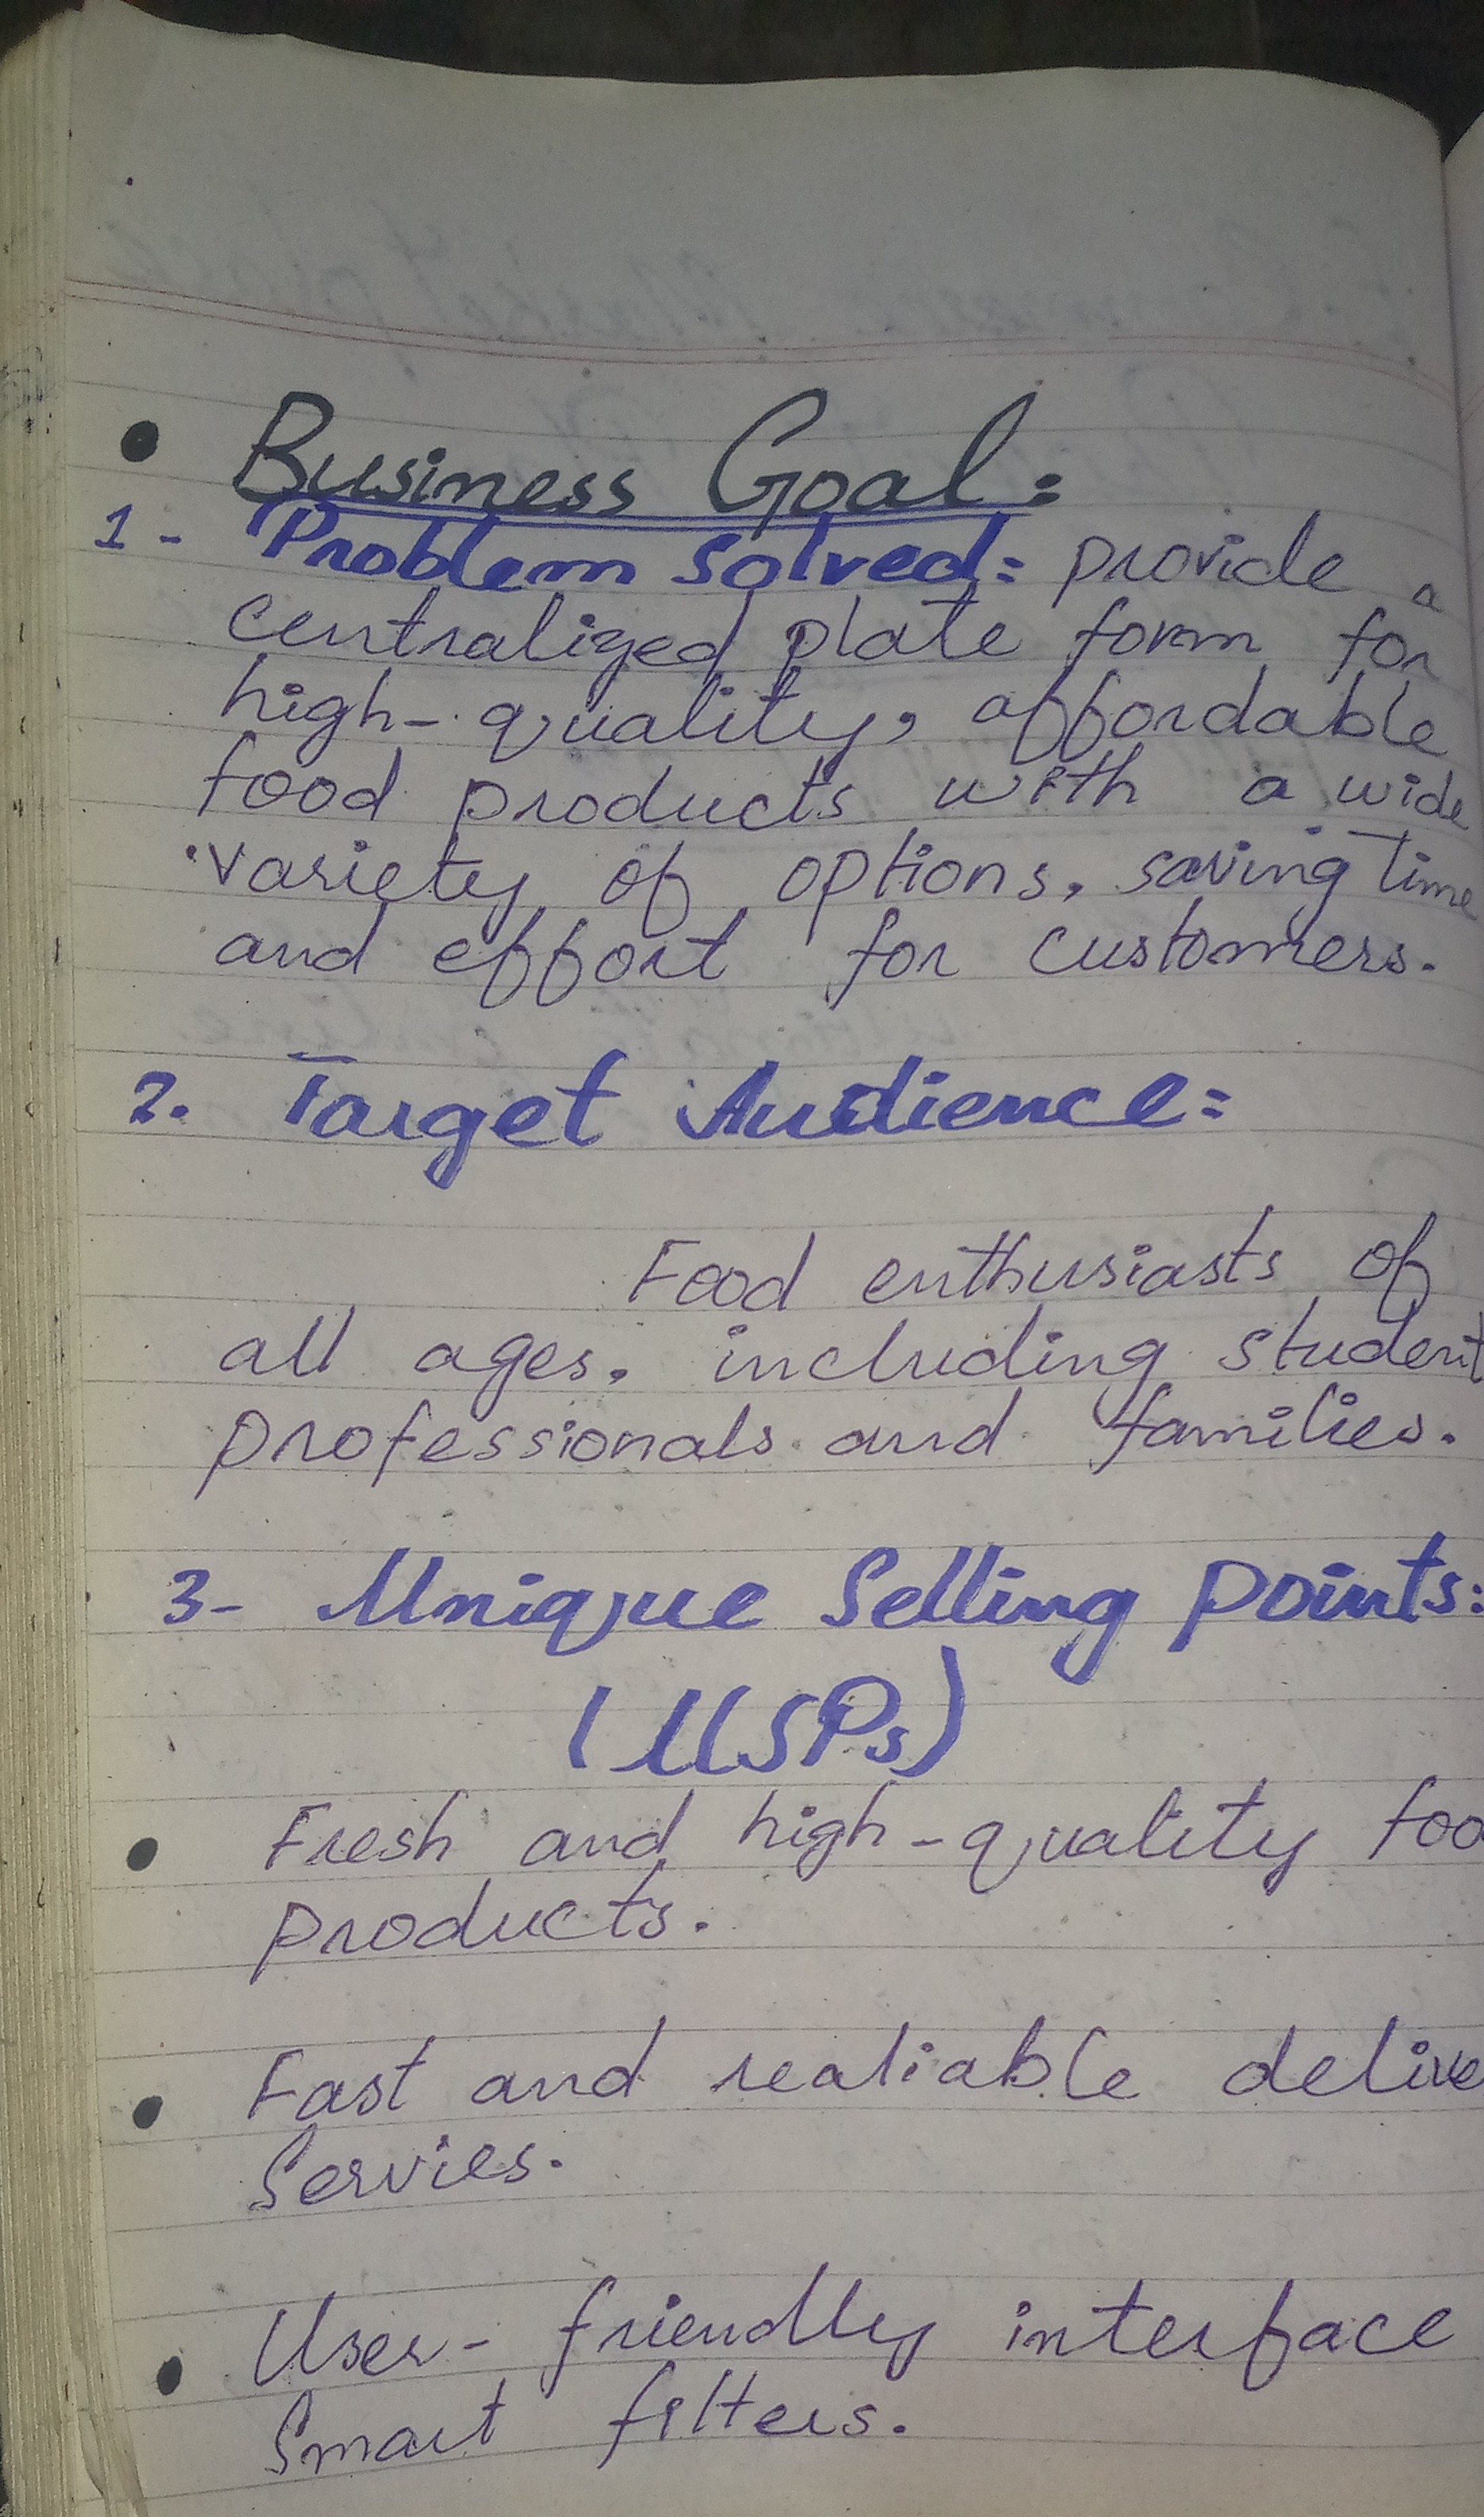 • Business Goal:
1- Problem Solved: provide a
centralized plate form for
high-quality, affordable
food products with a wide
variety of options, saving time
and effort for customers.
2. Target Audience:
Food enthusiasts of
all ages, including student
professionals and families.
3- Unique Selling points:
(USPs)
• Fresh and high-quality foo
products.
• Fast and realiable delive
Servies.
• User-friendly interface
Smart filters.